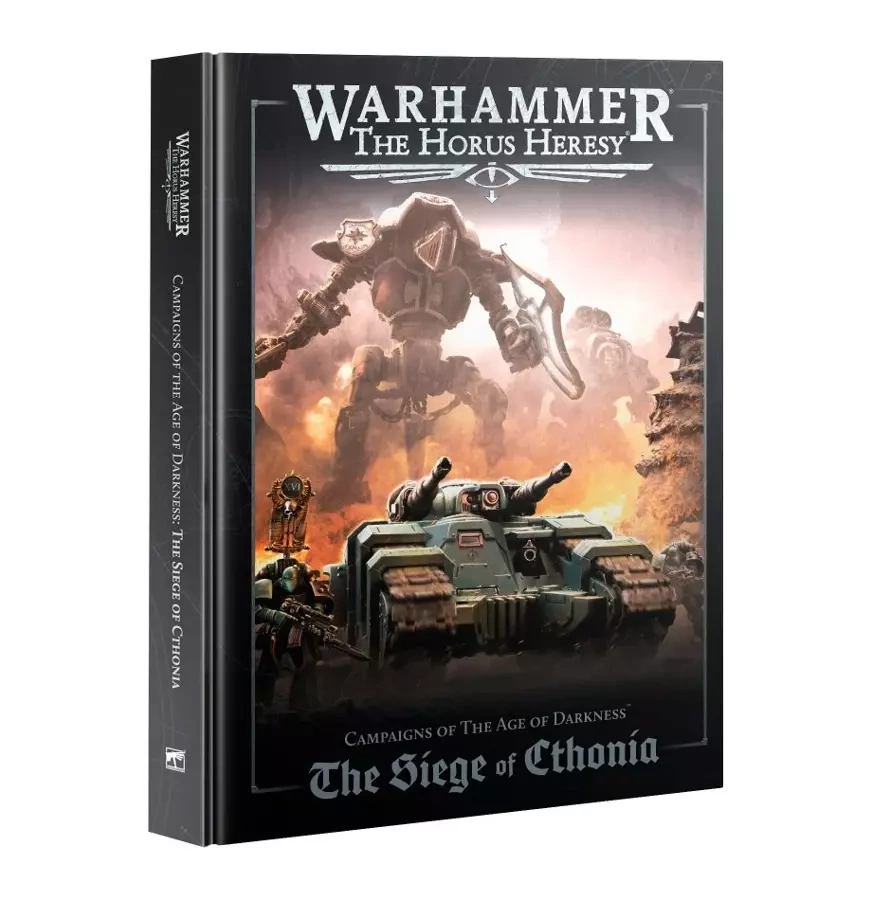 WARHAMMER®
THE HORUS HERESY®
CAMPAIGNS OF THE AGE OF DARKNESS™
The Siege of Cthonia
WARHAMMER
THE HORUS HERESY
CAMPAIGNS OF THE AGE OF DARKNESS: THE SIEGE OF CTHONIA
XVI